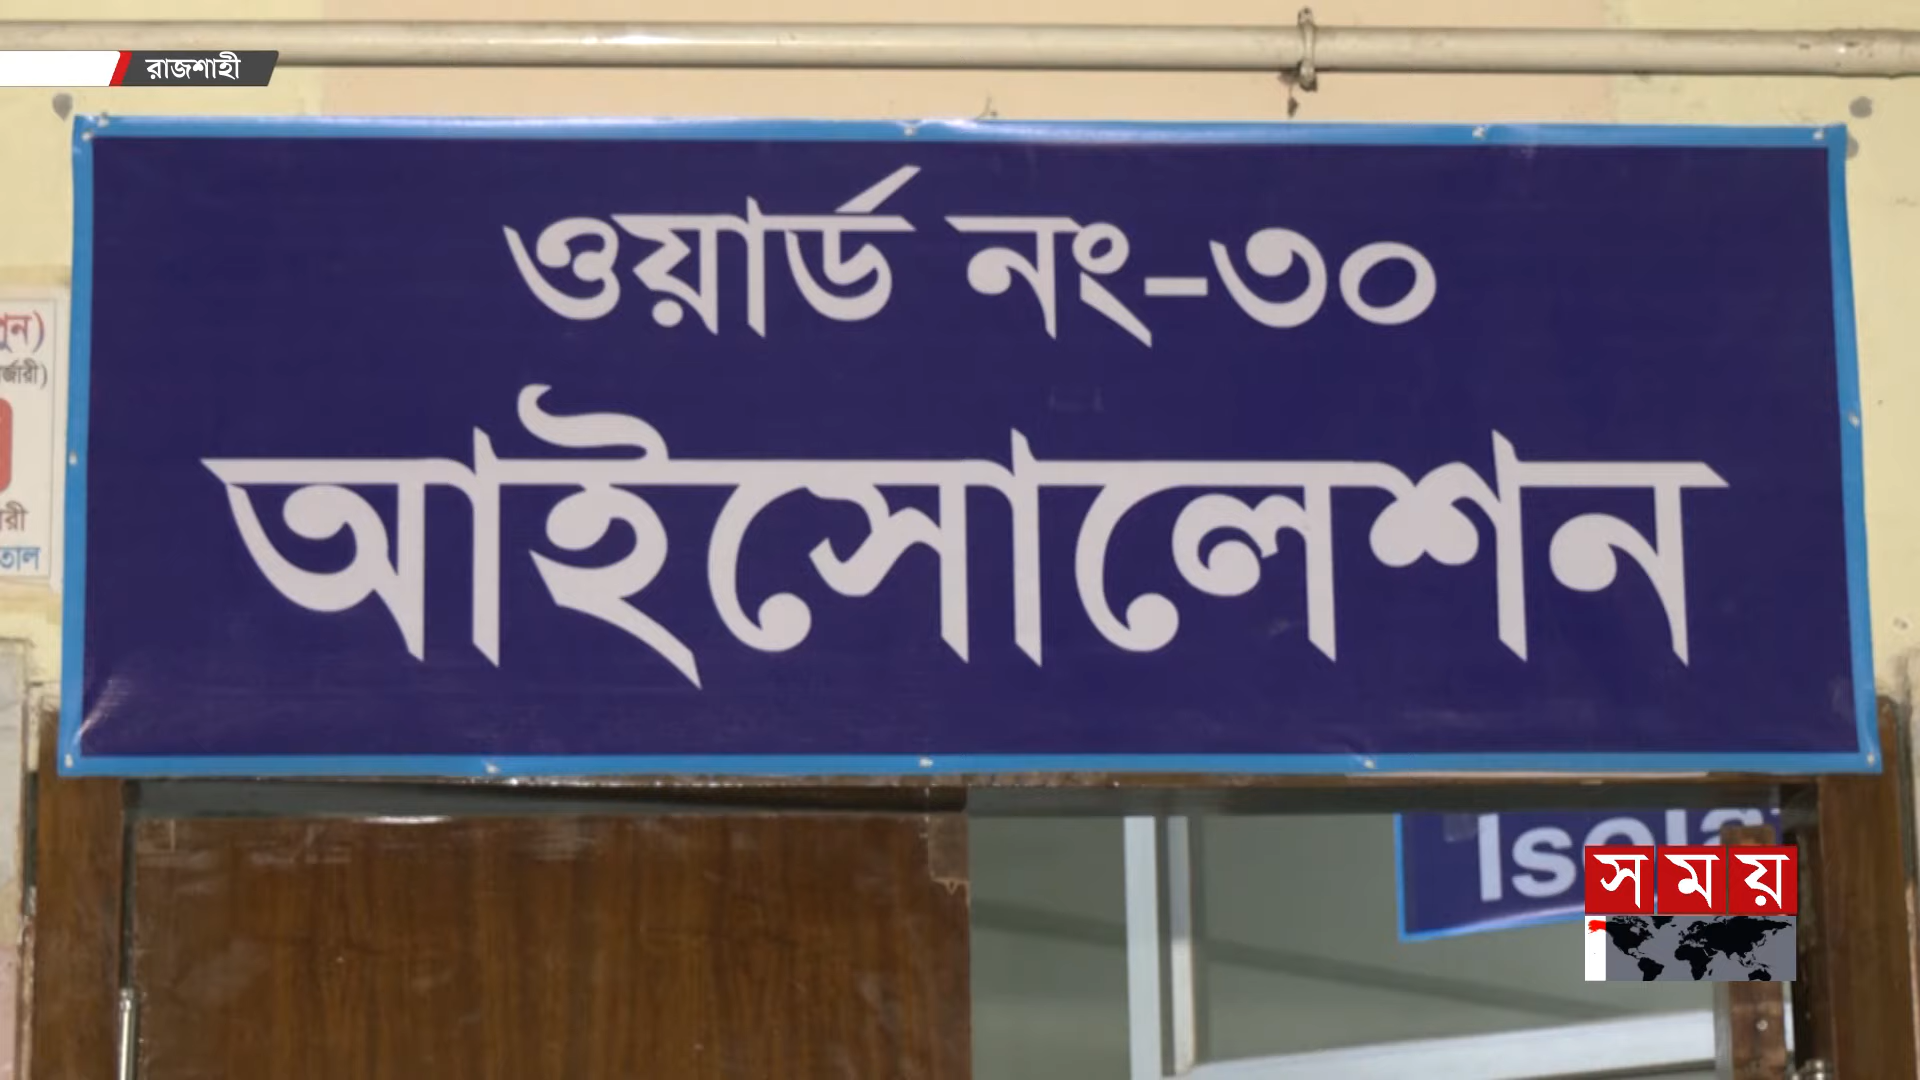 রাজশাহী
ওয়ার্ড নং-৩০
আইসোলেশন
রী
সময়